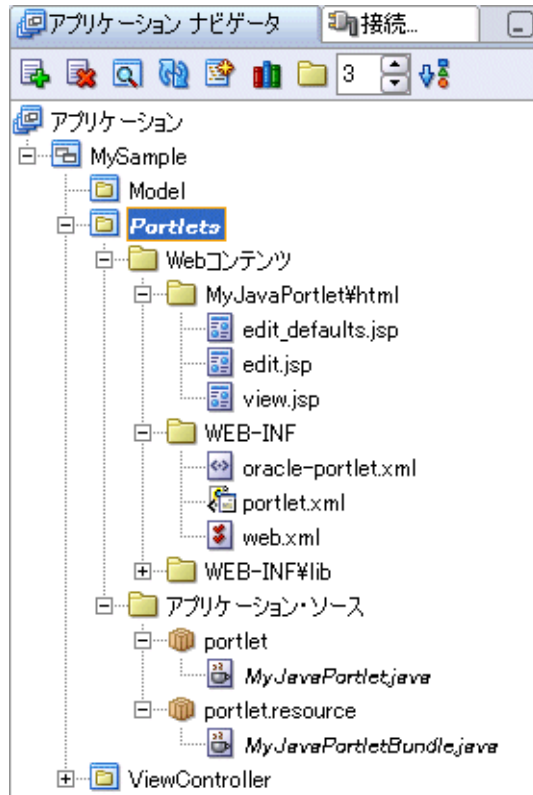 アプリケーション ナビゲータ 接続...
3
アプリケーション
MySample
Model
Portlets
Webコンテンツ
MyJavaPortlet¥html
edit_defaults.jsp
edit.jsp
view.jsp
WEB-INF
oracle-portlet.xml
portlet.xml
web.xml
WEB-INF¥lib
アプリケーション・ソース
portlet
MyJavaPortlet.java
portlet.resource
MyJavaPortletBundle.java
ViewController